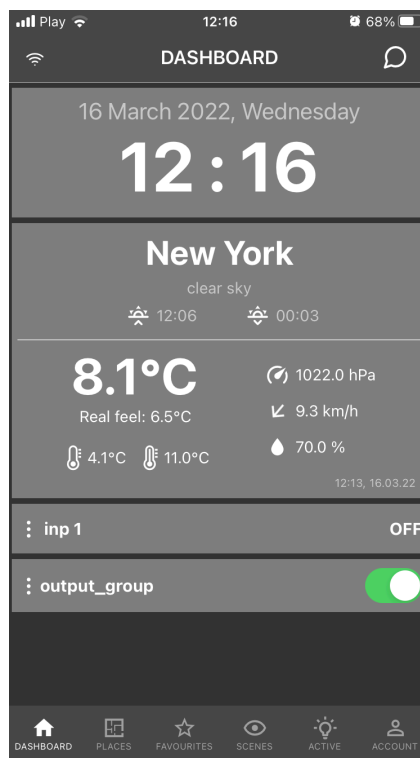 Play 12:16 68%
DASHBOARD
16 March 2022, Wednesday
12 : 16
New York
clear sky
12:06 00:03
8.1°C
Real feel: 6.5°C
4.1°C 11.0°C
1022.0 hPa
9.3 km/h
70.0 %
12:13, 16.03.22
inp 1 OFF
output_group
DASHBOARD PLACES FAVOURITES SCENES ACTIVE ACCOUNT